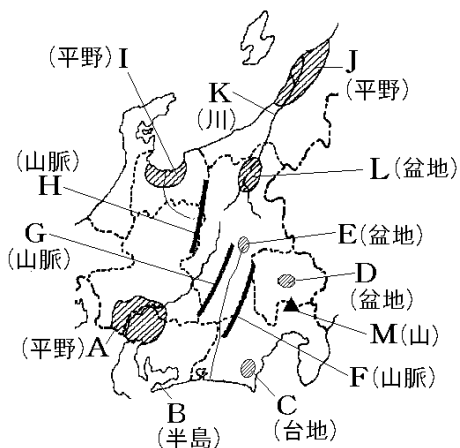 (平野) I
J
(平野)
K
(川)
(山脈)
H
L (盆地)
G
(山脈)
E (盆地)
D
(盆地)
M (山)
(平野) A
F (山脈)
B
(半島)
C
(台地)